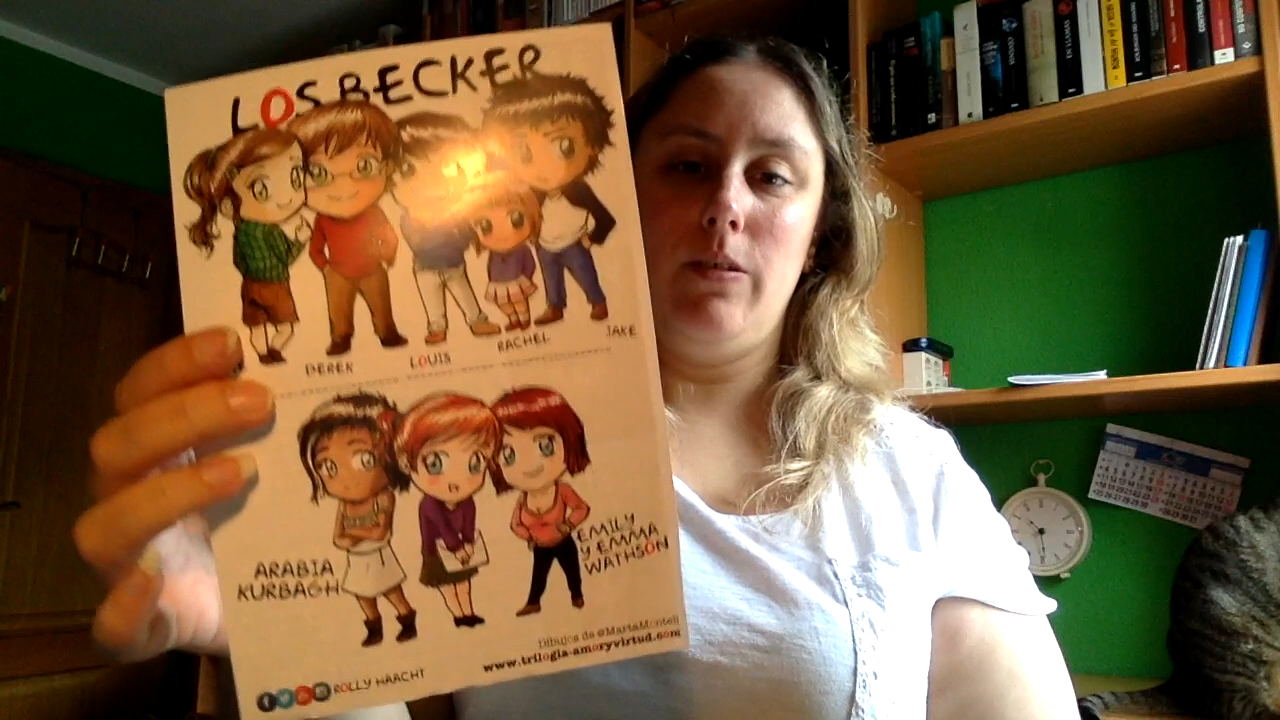 LOS BECKER
DEREK
LOUIS
RACHEL
JAKE
ARABIA
KURBAGH
EMILY
Y EMMA
WATHSON
Dibujos de @MartaMontell
www.trilogia-amoryvirtud.com
ROLLY HAACHT